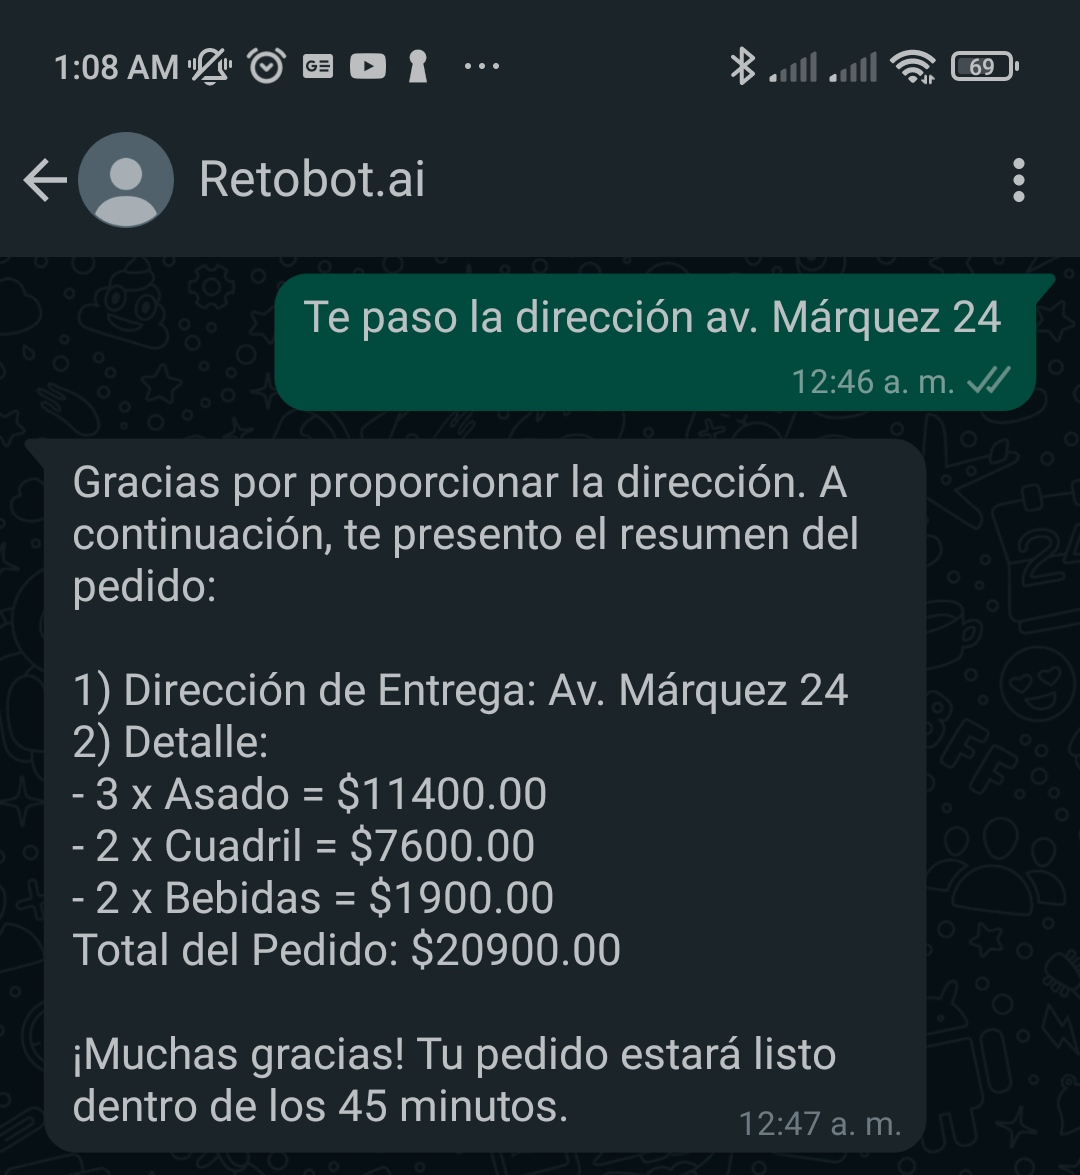 1:08 AM
69
Retobot.ai
Te paso la dirección av. Márquez 24
12:46 a. m.
Gracias por proporcionar la dirección. A
continuación, te presento el resumen del
pedido:
1) Dirección de Entrega: Av. Márquez 24
2) Detalle:
- 3 x Asado = $11400.00
- 2 x Cuadril = $7600.00
- 2 x Bebidas = $1900.00
Total del Pedido: $20900.00
¡Muchas gracias! Tu pedido estará listo
dentro de los 45 minutos.
12:47 a. m.